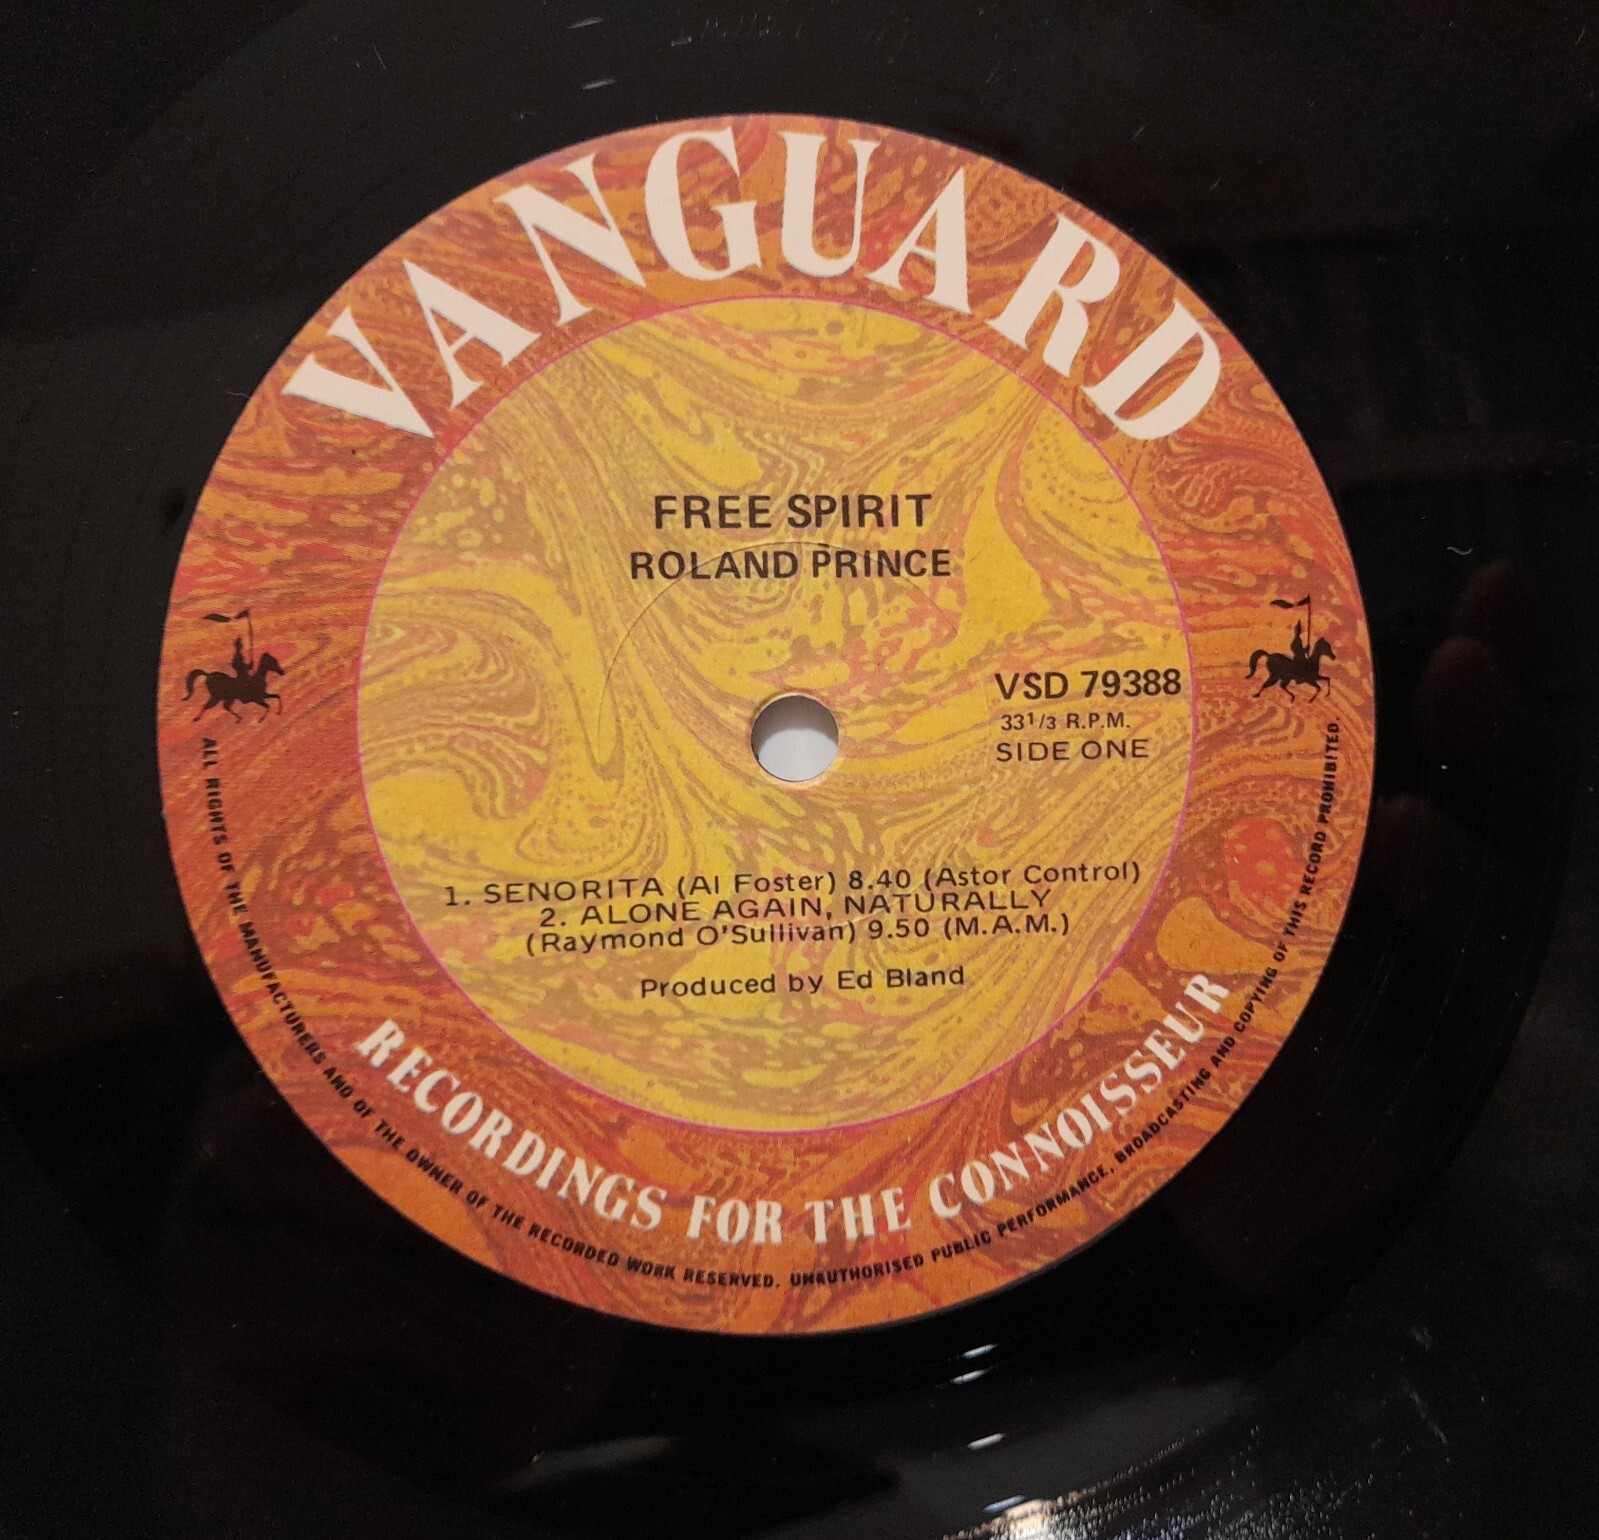 VANGUARD
FREE SPIRIT
ROLAND PRINCE
VSD 79388
33 1/3 R.P.M.
SIDE ONE
1. SENORITA (Al Foster) 8.40 (Astor Control)
2. ALONE AGAIN, NATURALLY
(Raymond O'Sullivan) 9.50 (M.A.M.)
Produced by Ed Bland
RECORDINGS FOR THE CONNOISSEUR
ALL RIGHTS OF THE MANUFACTURERS AND OF THE OWNER OF THE RECORDED WORK RESERVED. UNAUTHORISED PUBLIC PERFORMANCE, BROADCASTING AND COPYING OF THIS RECORD PROHIBITED.